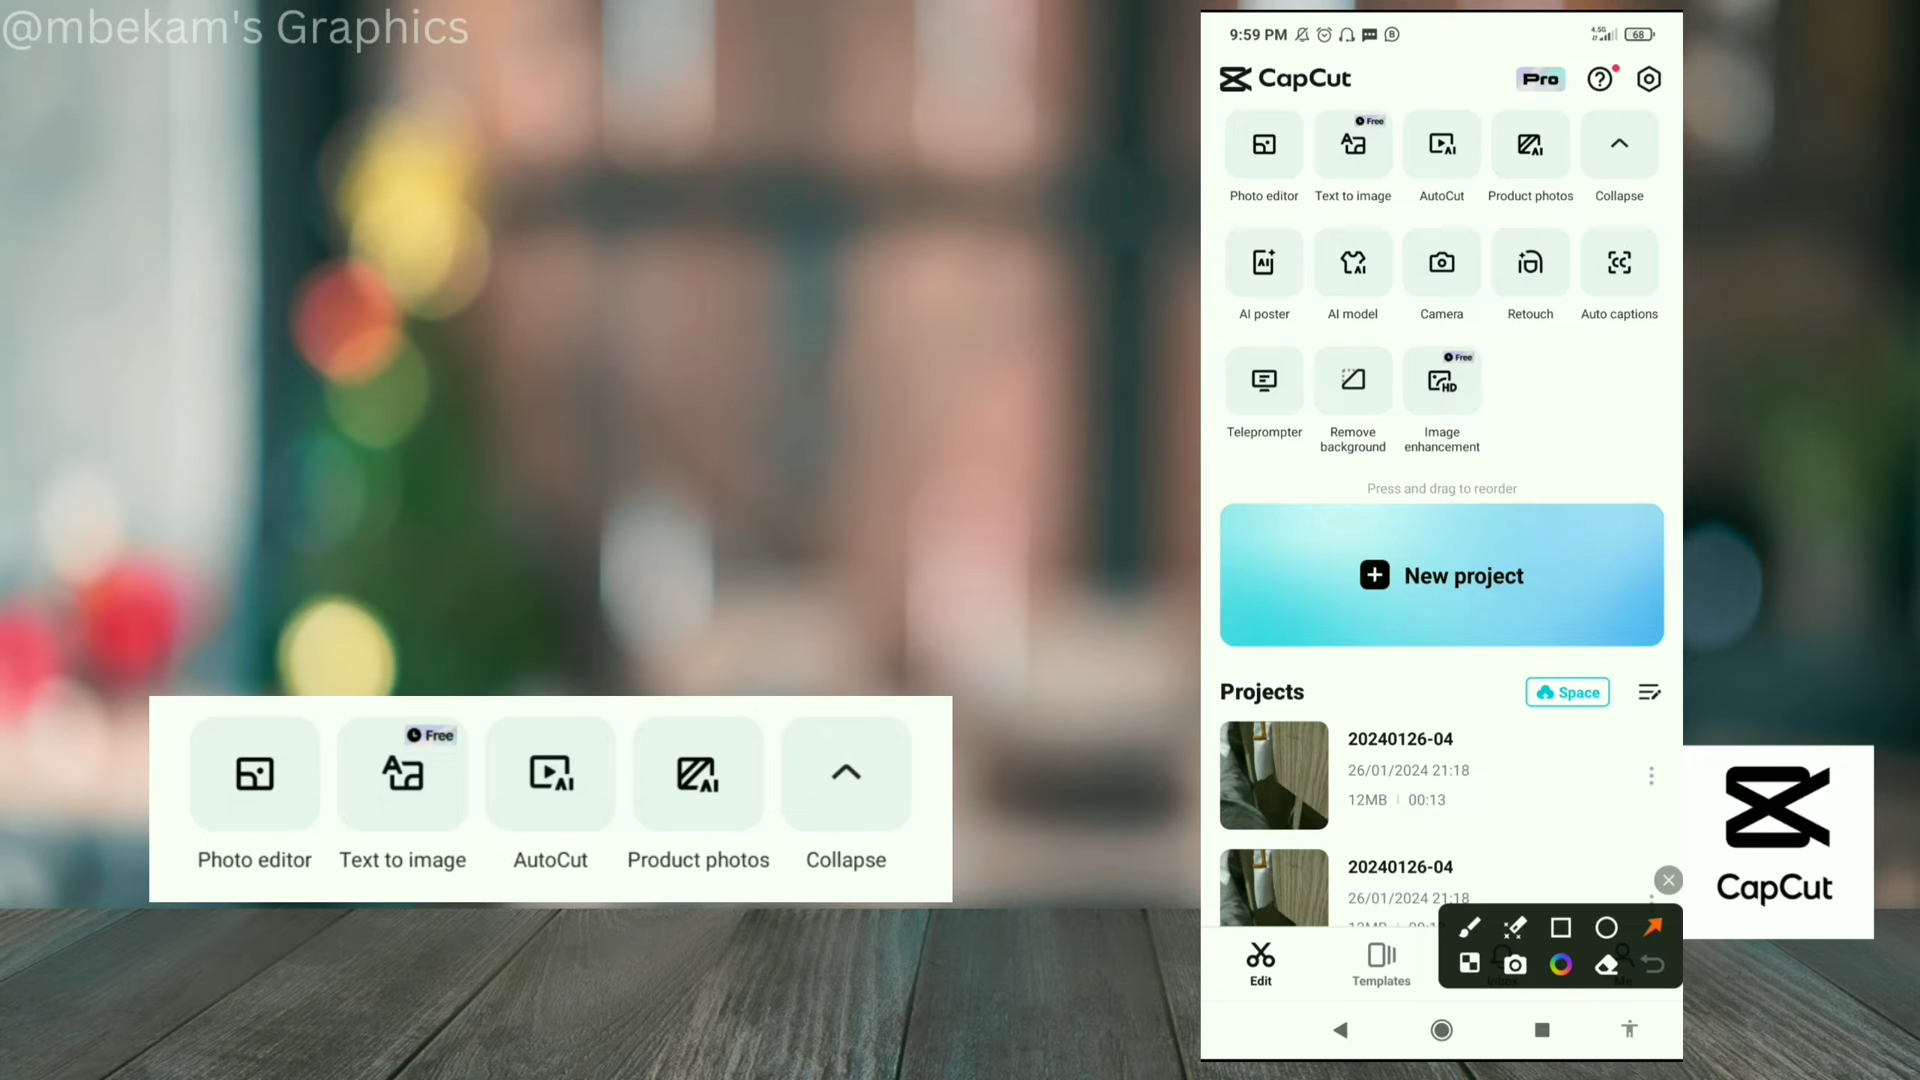 @mbekam's Graphics
9:59 PM
4.5G
68
CapCut
Pro
Free
Photo editor
Text to image
AutoCut
Product photos
Collapse
AI poster
AI model
Camera
Retouch
Auto captions
Free
HD
Teleprompter
Remove background
Image enhancement
Press and drag to reorder
New project
Projects
Space
20240126-04
26/01/2024 21:18
12MB
00:13
20240126-04
26/01/2024 21:18
Edit
Templates
Free
Photo editor
Text to image
AutoCut
Product photos
Collapse
CapCut